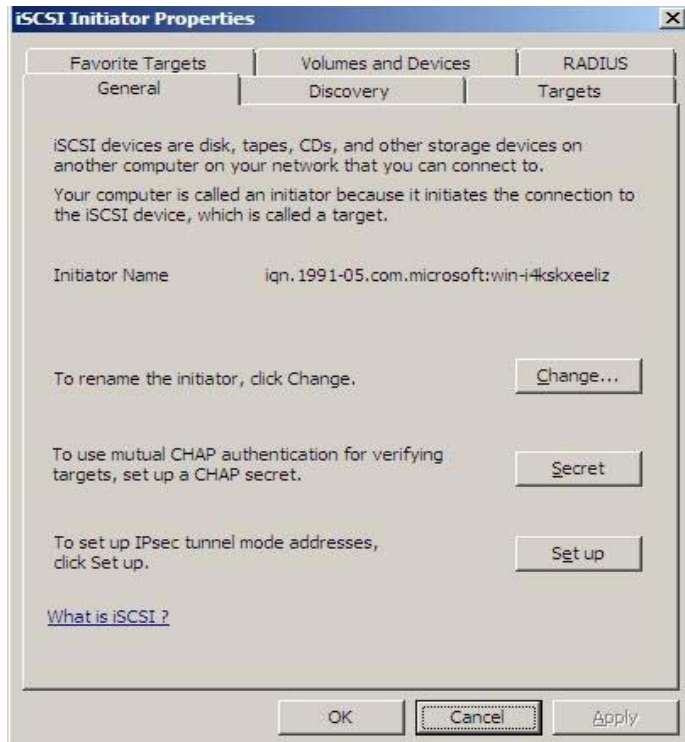 iSCSI Initiator Properties
Favorite Targets Volumes and Devices RADIUS
General Discovery Targets
iSCSI devices are disk, tapes, CDs, and other storage devices on
another computer on your network that you can connect to.
Your computer is called an initiator because it initiates the connection to
the iSCSI device, which is called a target.
Initiator Name iqn.1991-05.com.microsoft:win-i4kskxeeliz
To rename the initiator, click Change. Change...
To use mutual CHAP authentication for verifying
targets, set up a CHAP secret. Secret
To set up IPsec tunnel mode addresses,
click Set up. Set up
What is iSCSI ?
OK Cancel Apply